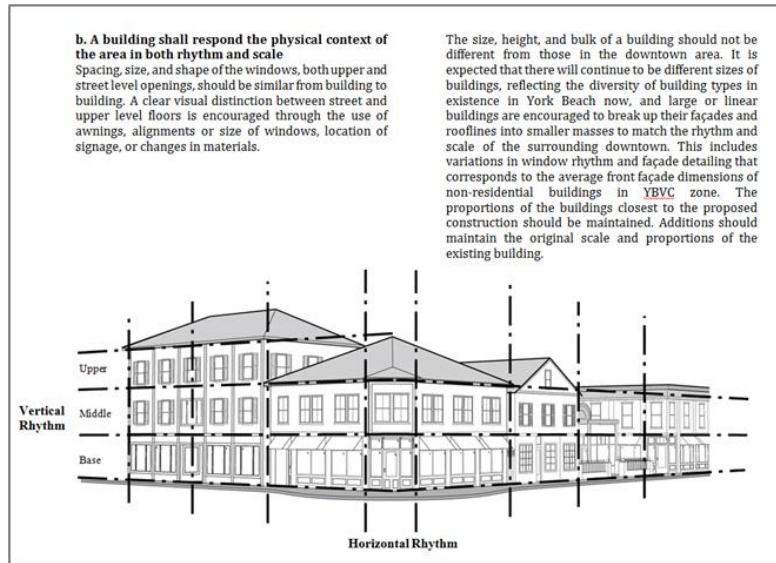 b. A building shall respond the physical context of
the area in both rhythm and scale
Spacing, size, and shape of the windows, both upper and
street level openings, should be similar from building to
building. A clear visual distinction between street and
upper level floors is encouraged through the use of
awnings, alignments or size of windows, location of
signage, or changes in materials.
The size, height, and bulk of a building should not be
different from those in the downtown area. It is
expected that there will continue to be different sizes of
buildings, reflecting the diversity of building types in
existence in York Beach now, and large or linear
buildings are encouraged to break up their façades and
rooflines into smaller masses to match the rhythm and
scale of the surrounding downtown. This includes
variations in window rhythm and façade detailing that
corresponds to the average front façade dimensions of
non-residential buildings in YBVC zone. The
proportions of the buildings closest to the proposed
construction should be maintained. Additions should
maintain the original scale and proportions of the
existing building.
Upper
Vertical
Rhythm
Middle
Base
Horizontal Rhythm